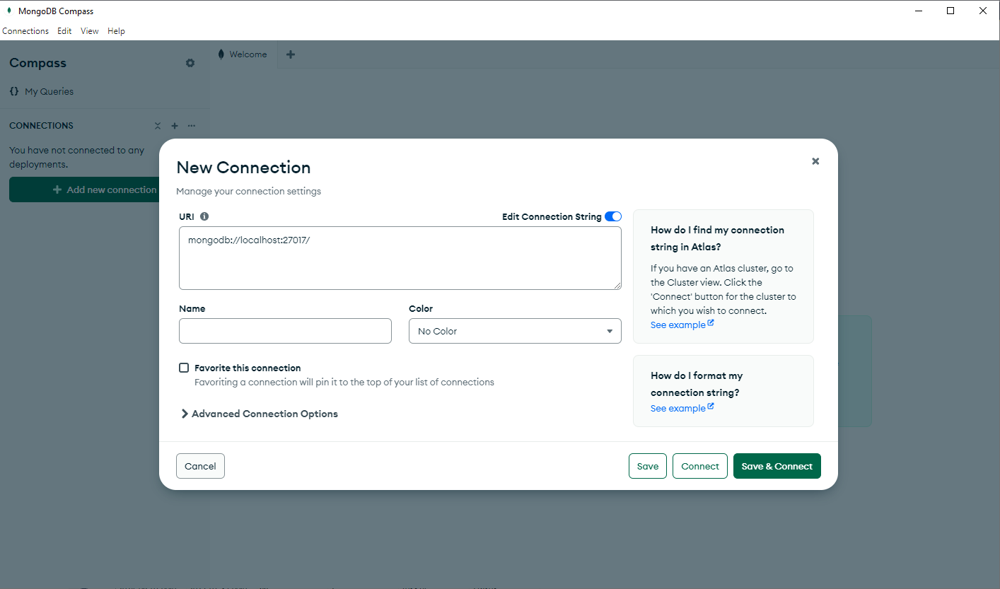 MongoDB Compass
Connections Edit View Help
Compass
Welcome
My Queries
CONNECTIONS
You have not connected to any
deployments.
Add new connection
New Connection
Manage your connection settings
URI
Edit Connection String
mongodb://localhost:27017/
Name
Color
No Color
Favorite this connection
Favoriting a connection will pin it to the top of your list of connections
Advanced Connection Options
How do I find my connection
string in Atlas?
If you have an Atlas cluster, go to
the Cluster view. Click the
'Connect' button for the cluster to
which you wish to connect.
See example
How do I format my
connection string?
See example
Cancel
Save
Connect
Save & Connect